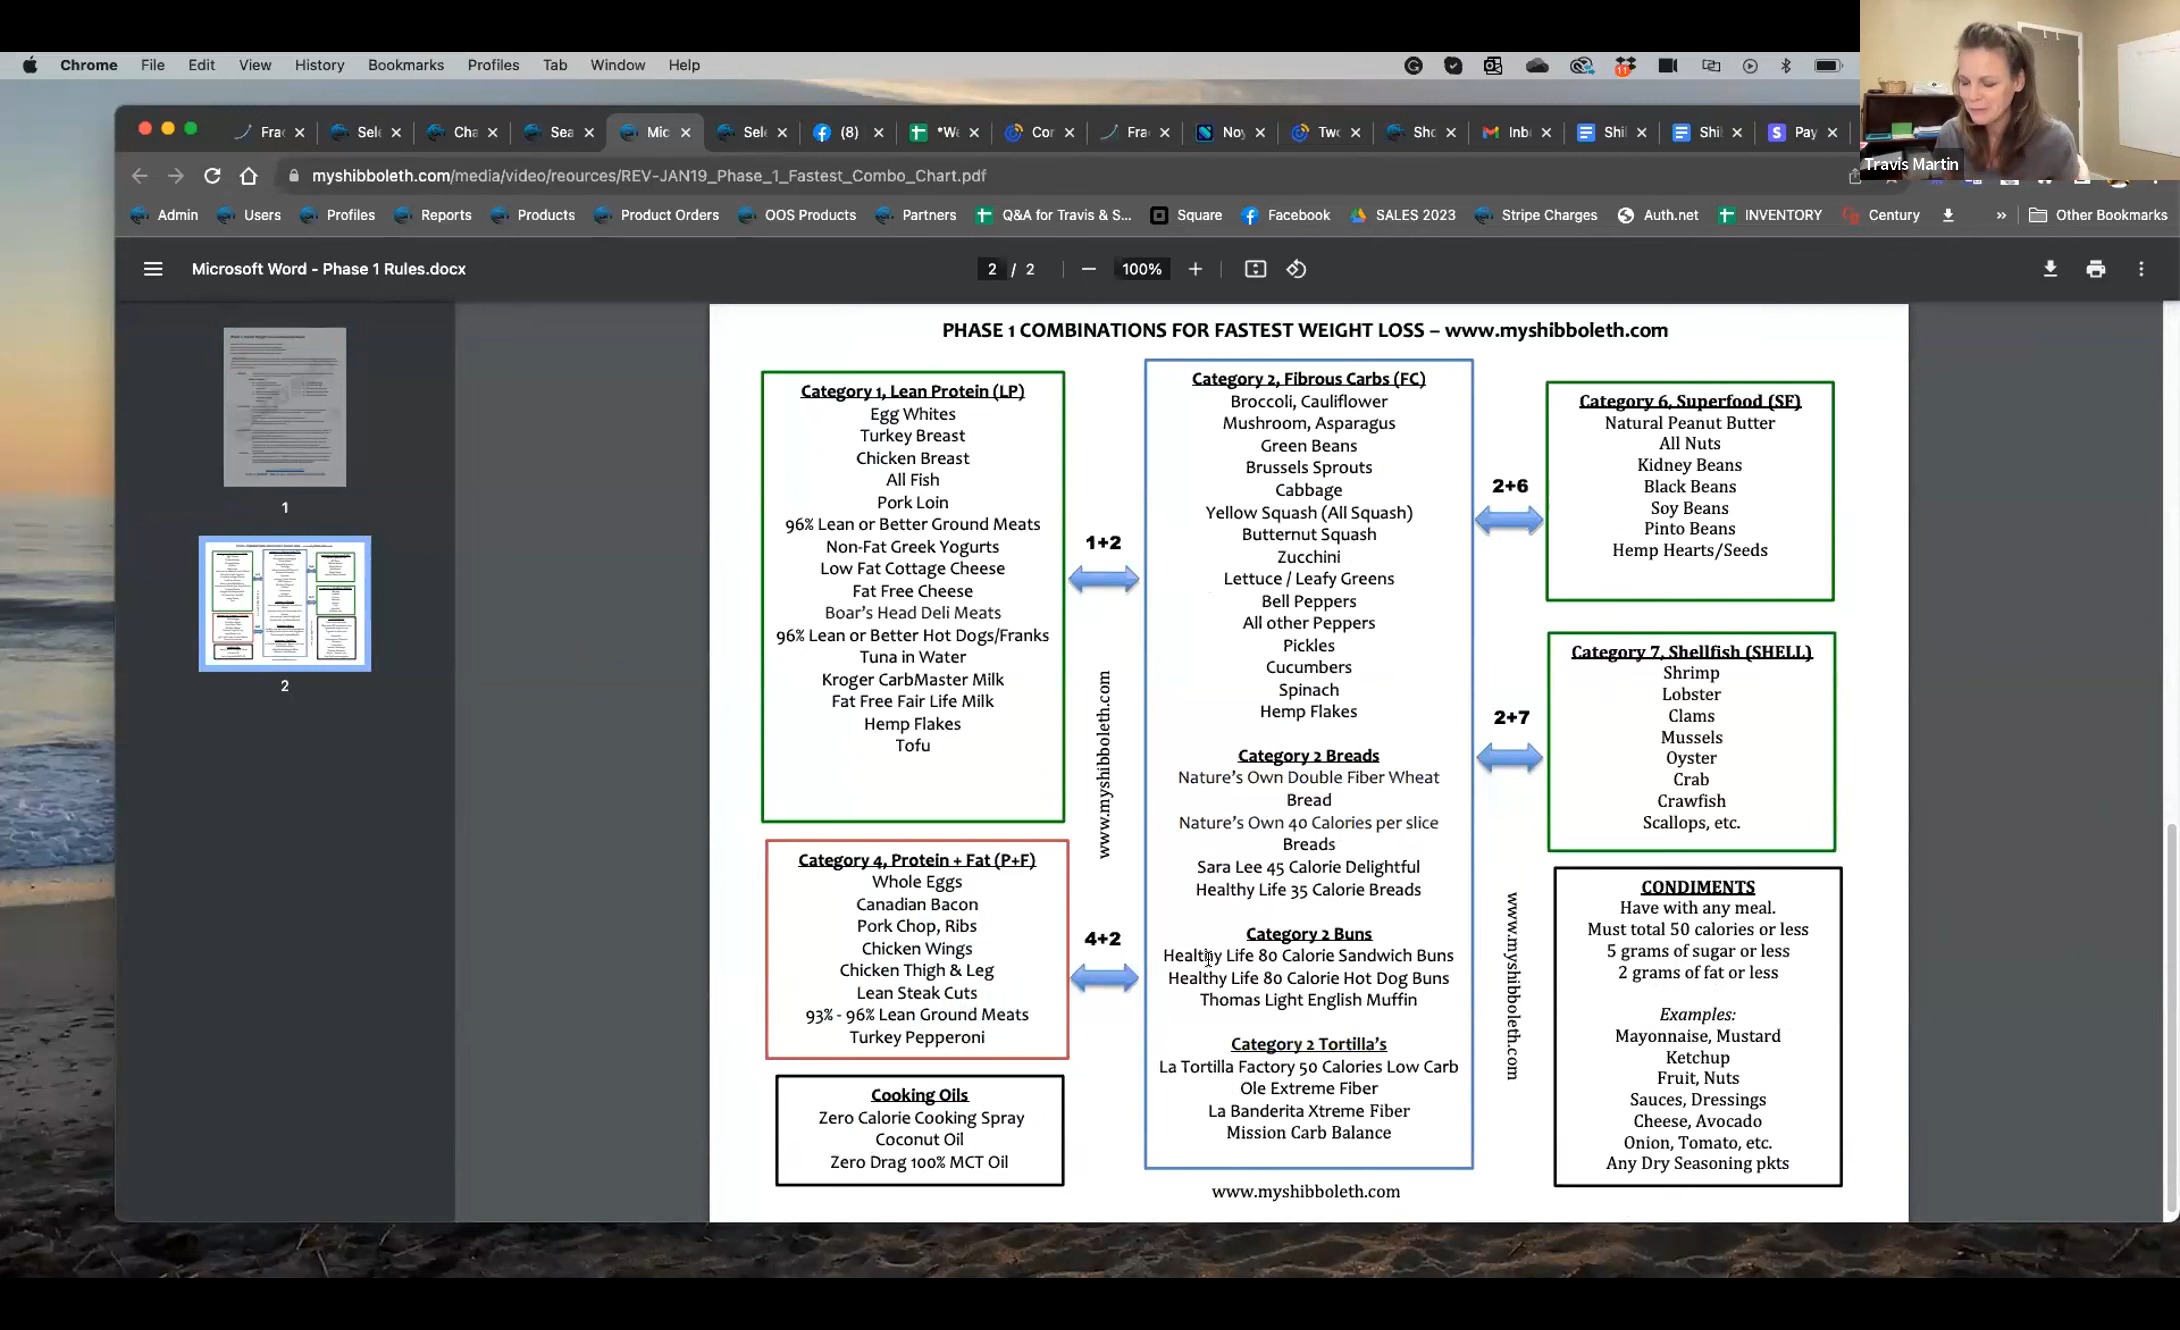 Chrome File Edit View History Bookmarks Profiles Tab Window Help
11
Frac Sele Cha Sea Mic Sele (8) *We Cor Frac Nov Two Sho Inb Shil Shi Pay
myshibboleth.com/media/video/reources/REV-JAN19_Phase_1_Fastest_Combo_Chart.pdf
Travis Martin
Admin Users Profiles Reports Products Product Orders OOS Products Partners Q&A for Travis & S... Square Facebook SALES 2023 Stripe Charges Auth.net INVENTORY Century » Other Bookmarks
Microsoft Word - Phase 1 Rules.docx
2 / 2
100%
1
2
PHASE 1 COMBINATIONS FOR FASTEST WEIGHT LOSS – www.myshibboleth.com
Category 1, Lean Protein (LP)
Egg Whites
Turkey Breast
Chicken Breast
All Fish
Pork Loin
96% Lean or Better Ground Meats
Non-Fat Greek Yogurts
Low Fat Cottage Cheese
Fat Free Cheese
Boar's Head Deli Meats
96% Lean or Better Hot Dogs/Franks
Tuna in Water
Kroger CarbMaster Milk
Fat Free Fair Life Milk
Hemp Flakes
Tofu
1+2
www.myshibboleth.com
Category 4, Protein + Fat (P+F)
Whole Eggs
Canadian Bacon
Pork Chop, Ribs
Chicken Wings
Chicken Thigh & Leg
Lean Steak Cuts
93% - 96% Lean Ground Meats
Turkey Pepperoni
4+2
Cooking Oils
Zero Calorie Cooking Spray
Coconut Oil
Zero Drag 100% MCT Oil
Category 2, Fibrous Carbs (FC)
Broccoli, Cauliflower
Mushroom, Asparagus
Green Beans
Brussels Sprouts
Cabbage
Yellow Squash (All Squash)
Butternut Squash
Zucchini
Lettuce / Leafy Greens
Bell Peppers
All other Peppers
Pickles
Cucumbers
Spinach
Hemp Flakes
Category 2 Breads
Nature's Own Double Fiber Wheat
Bread
Nature's Own 40 Calories per slice
Breads
Sara Lee 45 Calorie Delightful
Healthy Life 35 Calorie Breads
Category 2 Buns
Healthy Life 80 Calorie Sandwich Buns
Healthy Life 80 Calorie Hot Dog Buns
Thomas Light English Muffin
Category 2 Tortilla's
La Tortilla Factory 50 Calories Low Carb
Ole Extreme Fiber
La Banderita Xtreme Fiber
Mission Carb Balance
www.myshibboleth.com
2+6
Category 6, Superfood (SF)
Natural Peanut Butter
All Nuts
Kidney Beans
Black Beans
Soy Beans
Pinto Beans
Hemp Hearts/Seeds
2+7
Category 7, Shellfish (SHELL)
Shrimp
Lobster
Clams
Mussels
Oyster
Crab
Crawfish
Scallops, etc.
www.myshibboleth.com
CONDIMENTS
Have with any meal.
Must total 50 calories or less
5 grams of sugar or less
2 grams of fat or less
Examples:
Mayonnaise, Mustard
Ketchup
Fruit, Nuts
Sauces, Dressings
Cheese, Avocado
Onion, Tomato, etc.
Any Dry Seasoning pkts